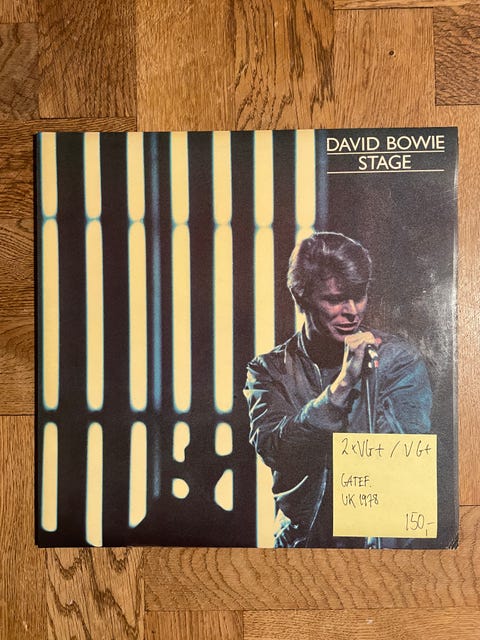 DAVID BOWIE
STAGE
2xVG+ / VG+
GATEF.
UK 1978
150,-